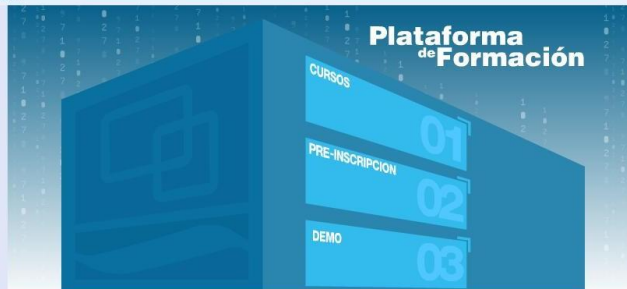 Plataforma
de Formación
CURSOS
01
PRE-INSCRIPCION
02
DEMO
03